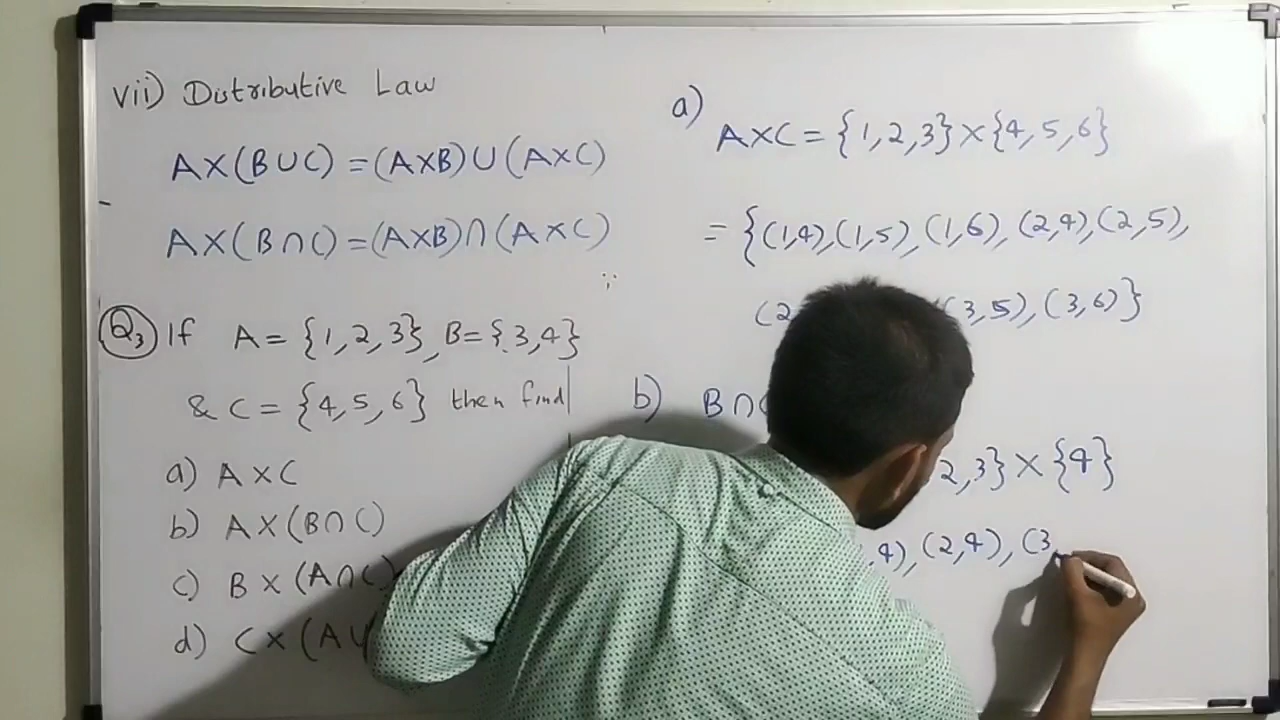 vii) Distributive Law
A×(B∪C) = (A×B)∪(A×C)
A×(B∩C) = (A×B)∩(A×C)
Q3 If A = {1,2,3}, B = {3,4}
& C = {4,5,6} then find
a) A×C
b) A×(B∩C)
c) B×(A∩C)
d) C×(A∪
a)
A×C = {1,2,3}×{4,5,6}
= {(1,4),(1,5),(1,6),(2,4),(2,5),
(2 (3,5),(3,6)}
b) B∩C
2,3}×{4}
,4),(2,4),(3,